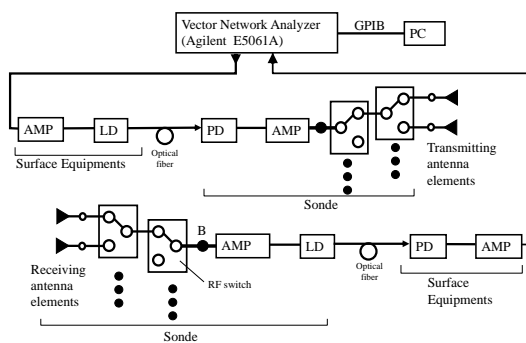 Vector Network Analyzer
(Agilent E5061A)
GPIB
PC
AMP
LD
Optical
fiber
PD
AMP
Surface Equipments
Transmitting
antenna
elements
Sonde
B
AMP
LD
Optical
fiber
PD
AMP
Receiving
antenna
elements
RF switch
Surface
Equipments
Sonde